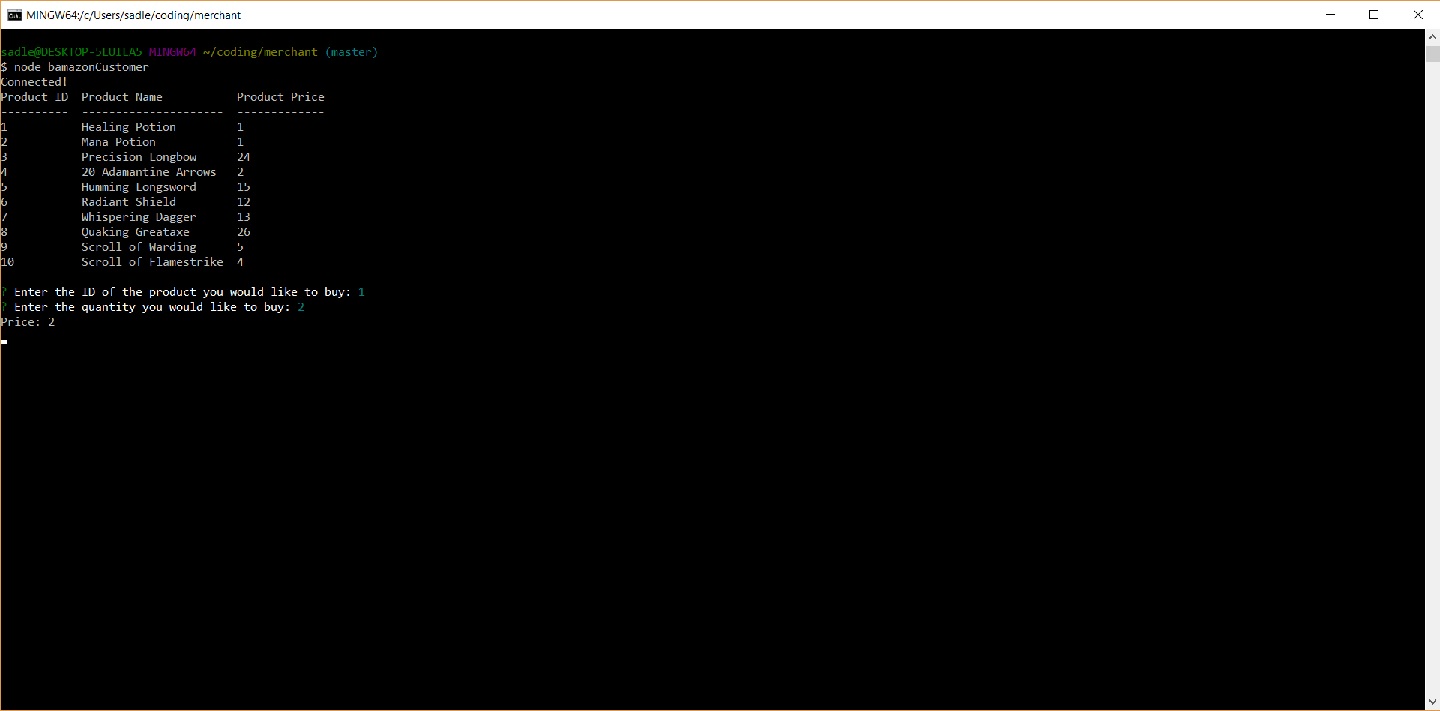 MINGW64:/c/Users/sadle/coding/merchant
sadle@DESKTOP-5LUILA5 MINGW64 ~/coding/merchant (master)
$ node bamazonCustomer
Connected!
Product ID  Product Name           Product Price
----------  ---------------------  -------------
1           Healing Potion         1
2           Mana Potion            1
3           Precision Longbow      24
4           20 Adamantine Arrows   2
5           Humming Longsword      15
6           Radiant Shield         12
7           Whispering Dagger      13
8           Quaking Greataxe       26
9           Scroll of Warding      5
10          Scroll of Flamestrike  4
? Enter the ID of the product you would like to buy: 1
? Enter the quantity you would like to buy: 2
Price: 2